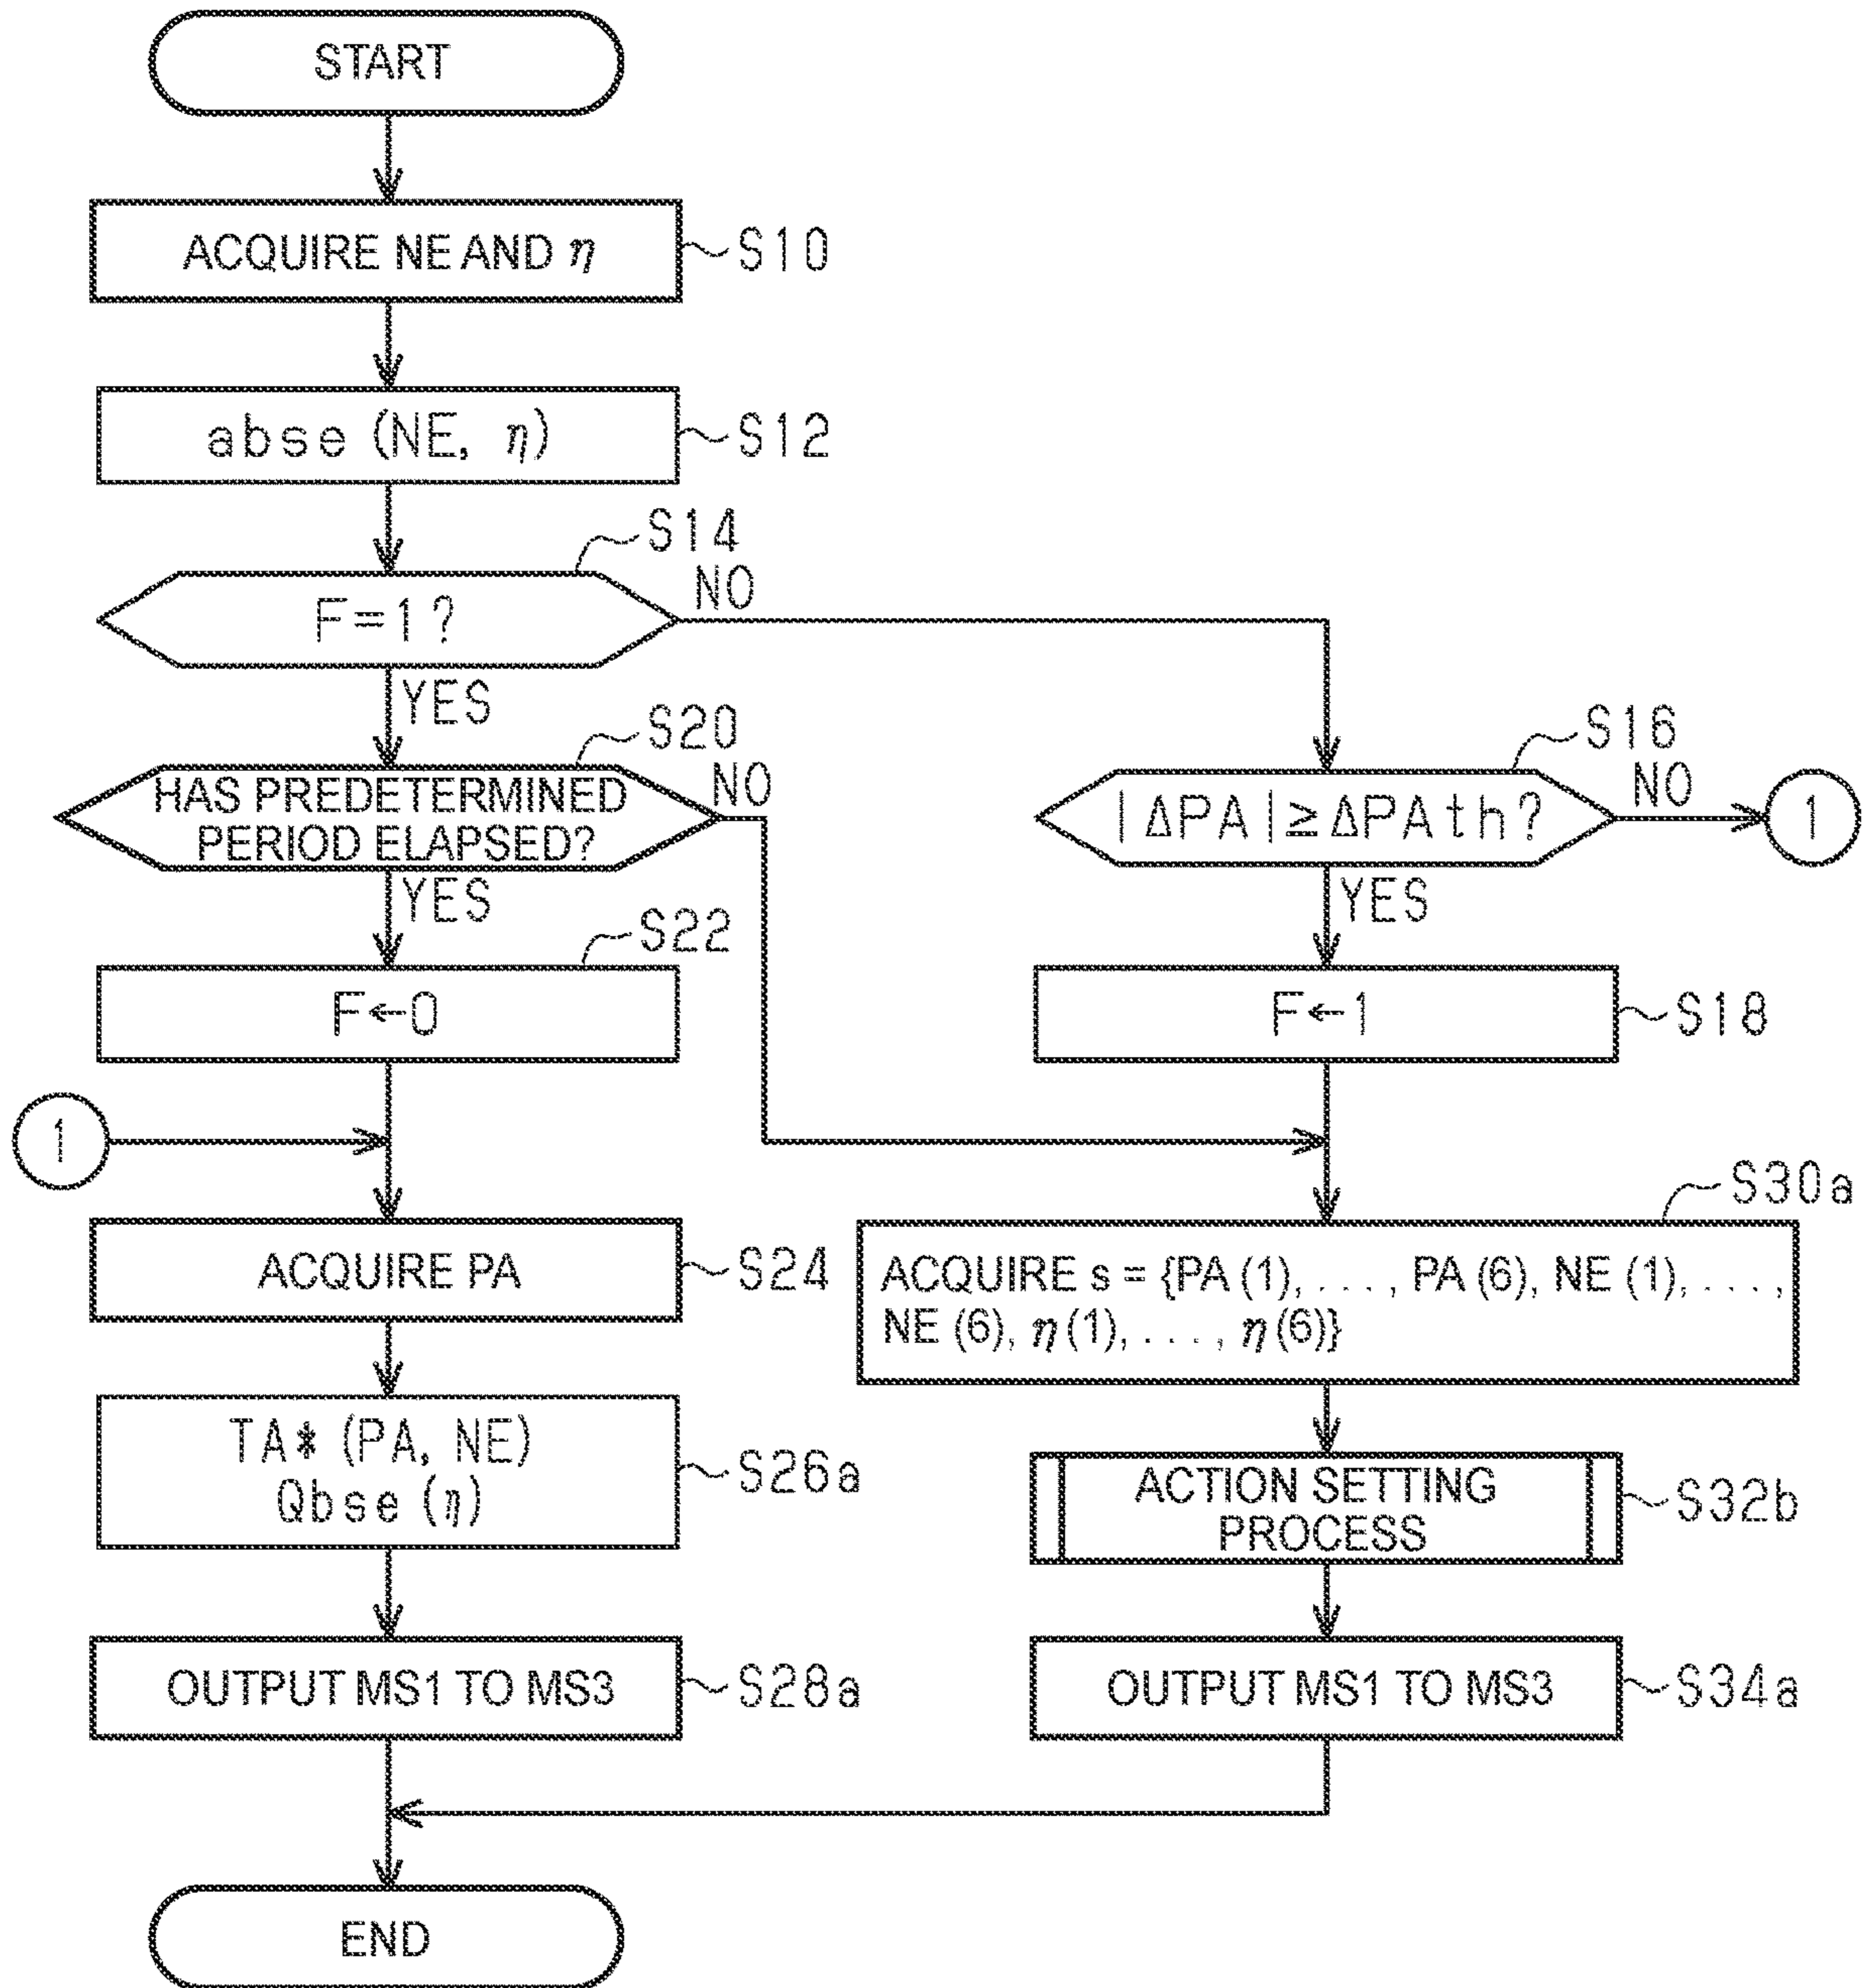 START
ACQUIRE NE AND η
S10
abse (NE, η)
S12
S14
F=1?
NO
YES
S20
HAS PREDETERMINED
PERIOD ELAPSED?
NO
YES
S16
|ΔPA|≥ΔPAth?
NO
1
YES
S22
F←0
F←1
S18
1
ACQUIRE PA
S24
S30a
ACQUIRE s = {PA (1), . . . , PA (6), NE (1), . . . ,
NE (6), η (1), . . . , η (6)}
TA* (PA, NE)
Qbse (η)
S26a
ACTION SETTING
PROCESS
S32b
OUTPUT MS1 TO MS3
S28a
OUTPUT MS1 TO MS3
S34a
END